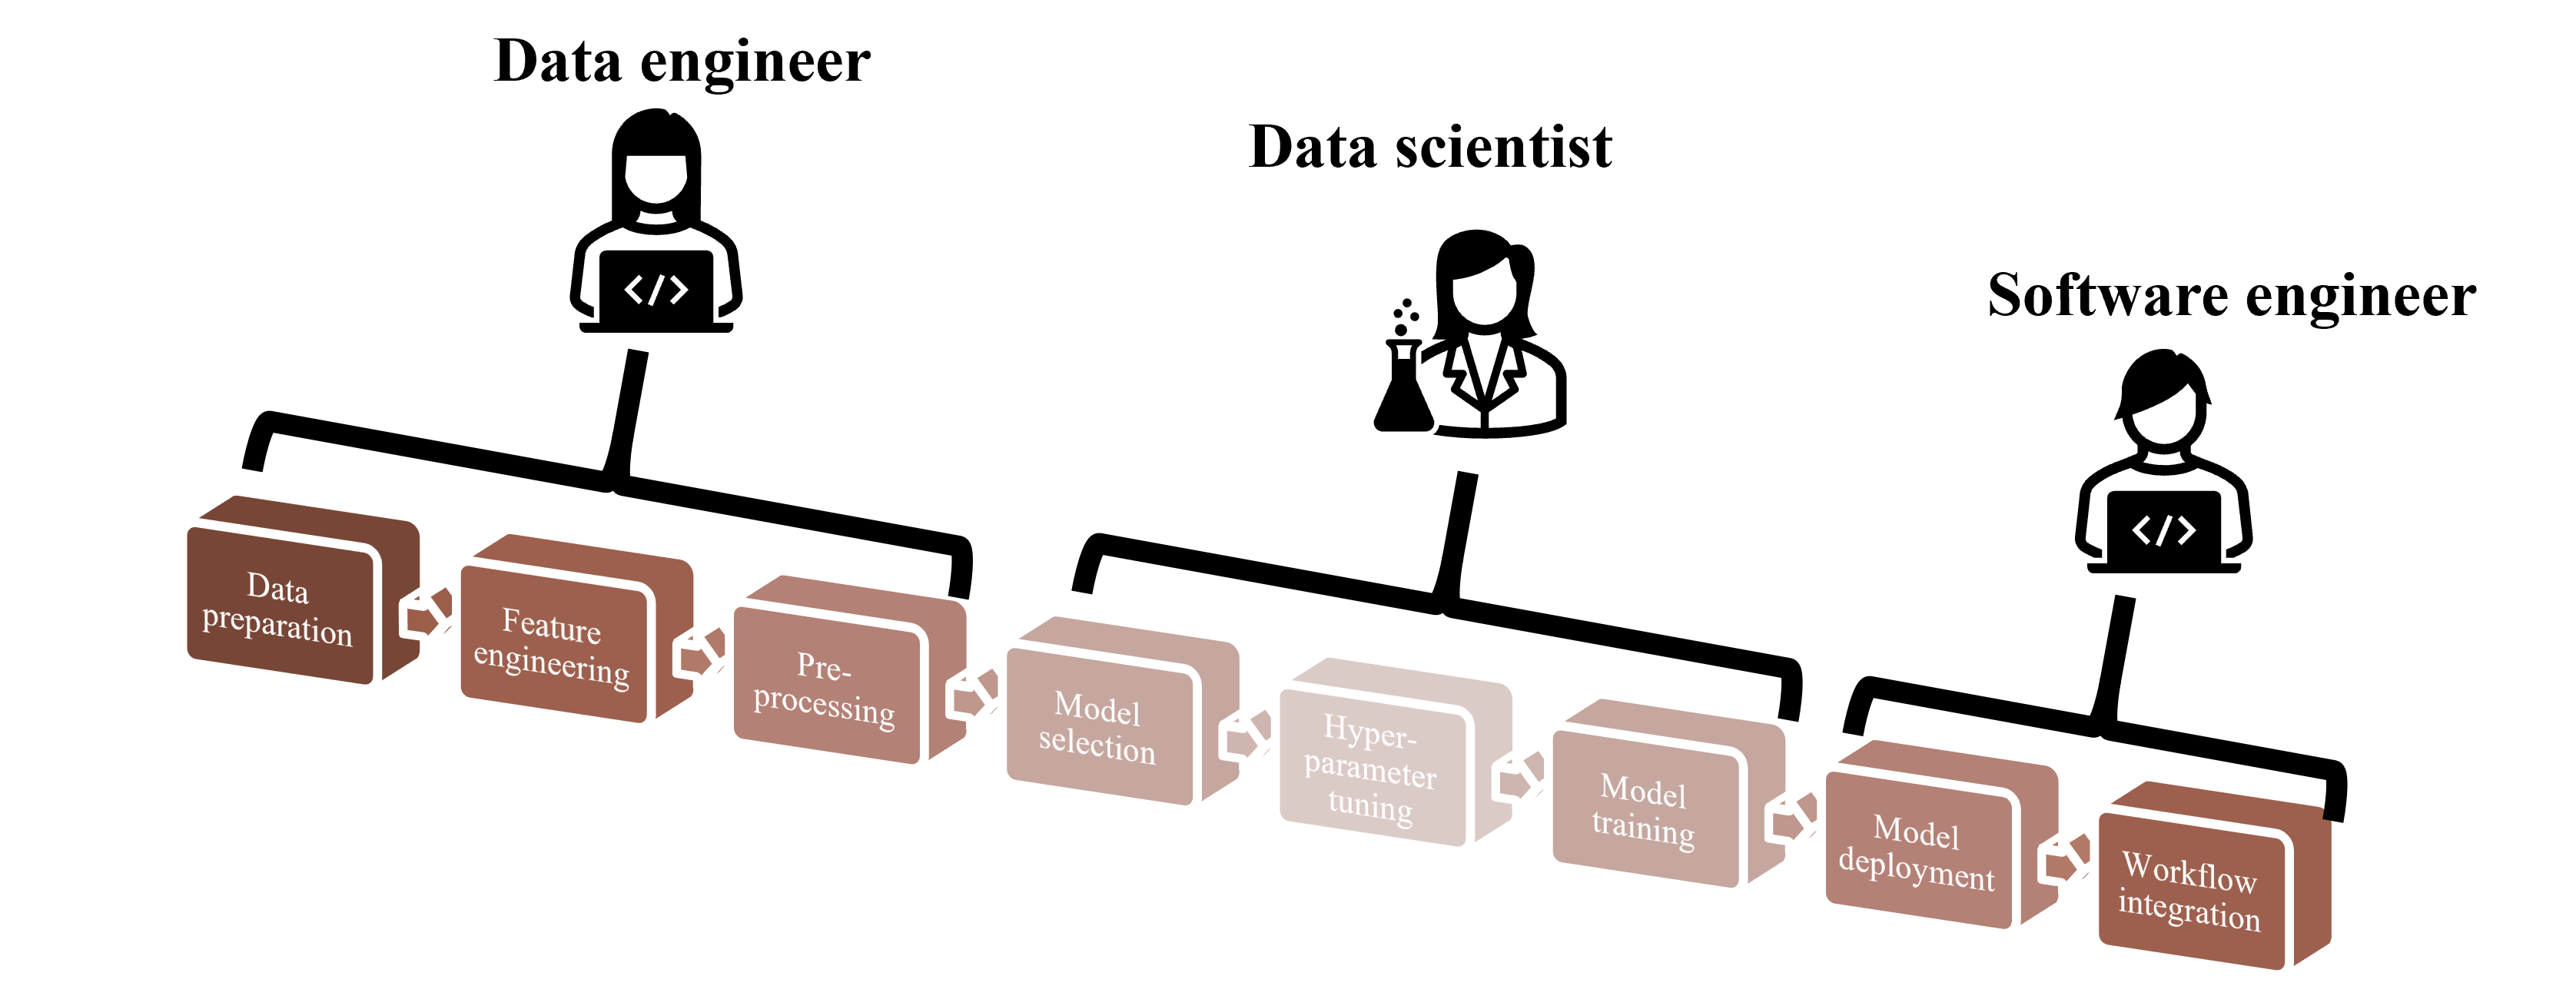 Data engineer
Data scientist
Software engineer
</>
</>
Data
preparation
Feature
engineering
Pre-
processing
Model
selection
Hyper-
parameter
tuning
Model
training
Model
deployment
Workflow
integration